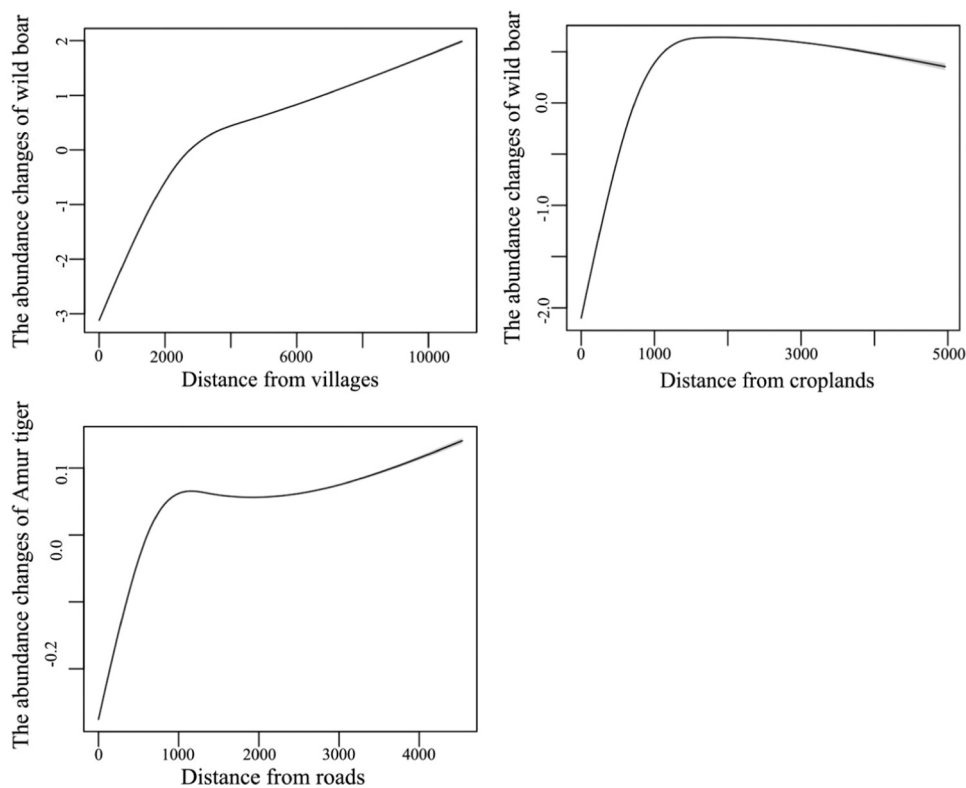 The abundance changes of wild boar
2
1
0
-1
-2
-3
0 2000 6000 10000
Distance from villages
The abundance changes of wild boar
0.0
-1.0
-2.0
0 1000 3000 5000
Distance from croplands
The abundance changes of Amur tiger
0.1
0.0
-0.2
0 1000 2000 3000 4000
Distance from roads